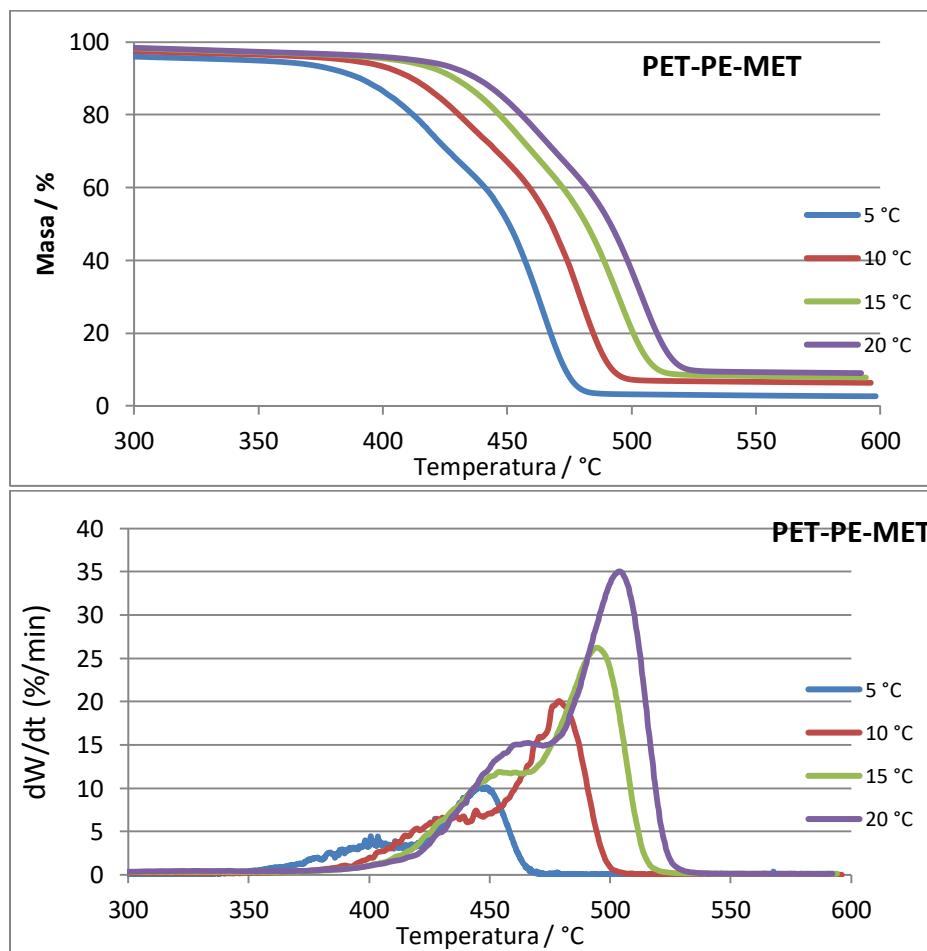 PET-PE-MET
100
80
60
40
20
0
Masa / %
5 °C
10 °C
15 °C
20 °C
300 350 400 450 500 550 600
Temperatura / °C
PET-PE-MET
40
35
30
25
20
15
10
5
0
dW/dt (%/min)
5 °C
10 °C
15 °C
20 °C
300 350 400 450 500 550 600
Temperatura / °C